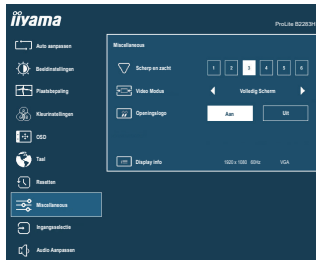 iiyama
ProLite B2283H
Auto aanpassen
Beeldinstellingen
Plaatsbepaling
Kleurinstellingen
OSD
Taal
Resetten
Miscellaneous
Ingangsselectie
Audio Aanpassen
Miscellaneous
Scherp en zacht
1 2 3 4 5 6
Video Modus
Volledig Scherm
Openingslogo
Aan Uit
Display info
1920 x 1080 60Hz VGA